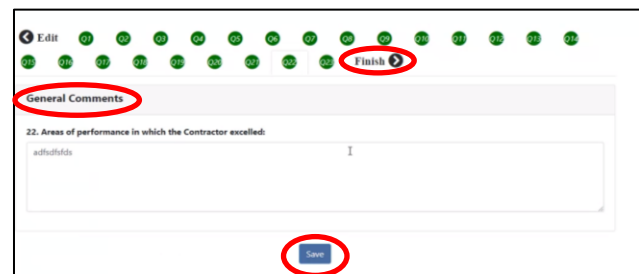 Edit Q1 Q2 Q3 Q4 Q5 Q6 Q7 Q8 Q9 Q10 Q11 Q12 Q13 Q14
Q15 Q16 Q17 Q18 Q19 Q20 Q21 Q22 Q23 Finish
General Comments
22. Areas of performance in which the Contractor excelled:
adfsdfsfds
Save